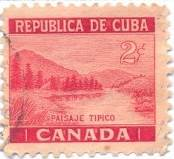 REPUBLICA DE CUBA
2¢
PAISAJE TIPICO
CANADA